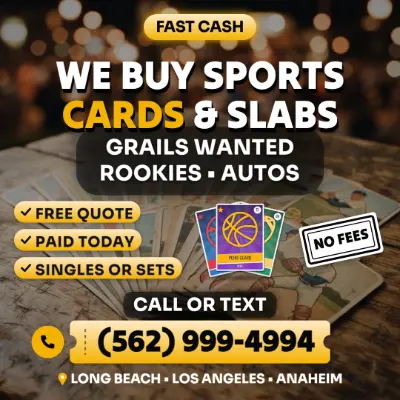 FAST CASH
WE BUY SPORTS
CARDS & SLABS
GRAILS WANTED
ROOKIES • AUTOS
✓ FREE QUOTE
✓ PAID TODAY
✓ SINGLES OR SETS
NO FEES
CALL OR TEXT
(562) 999-4994
LONG BEACH • LOS ANGELES • ANAHEIM